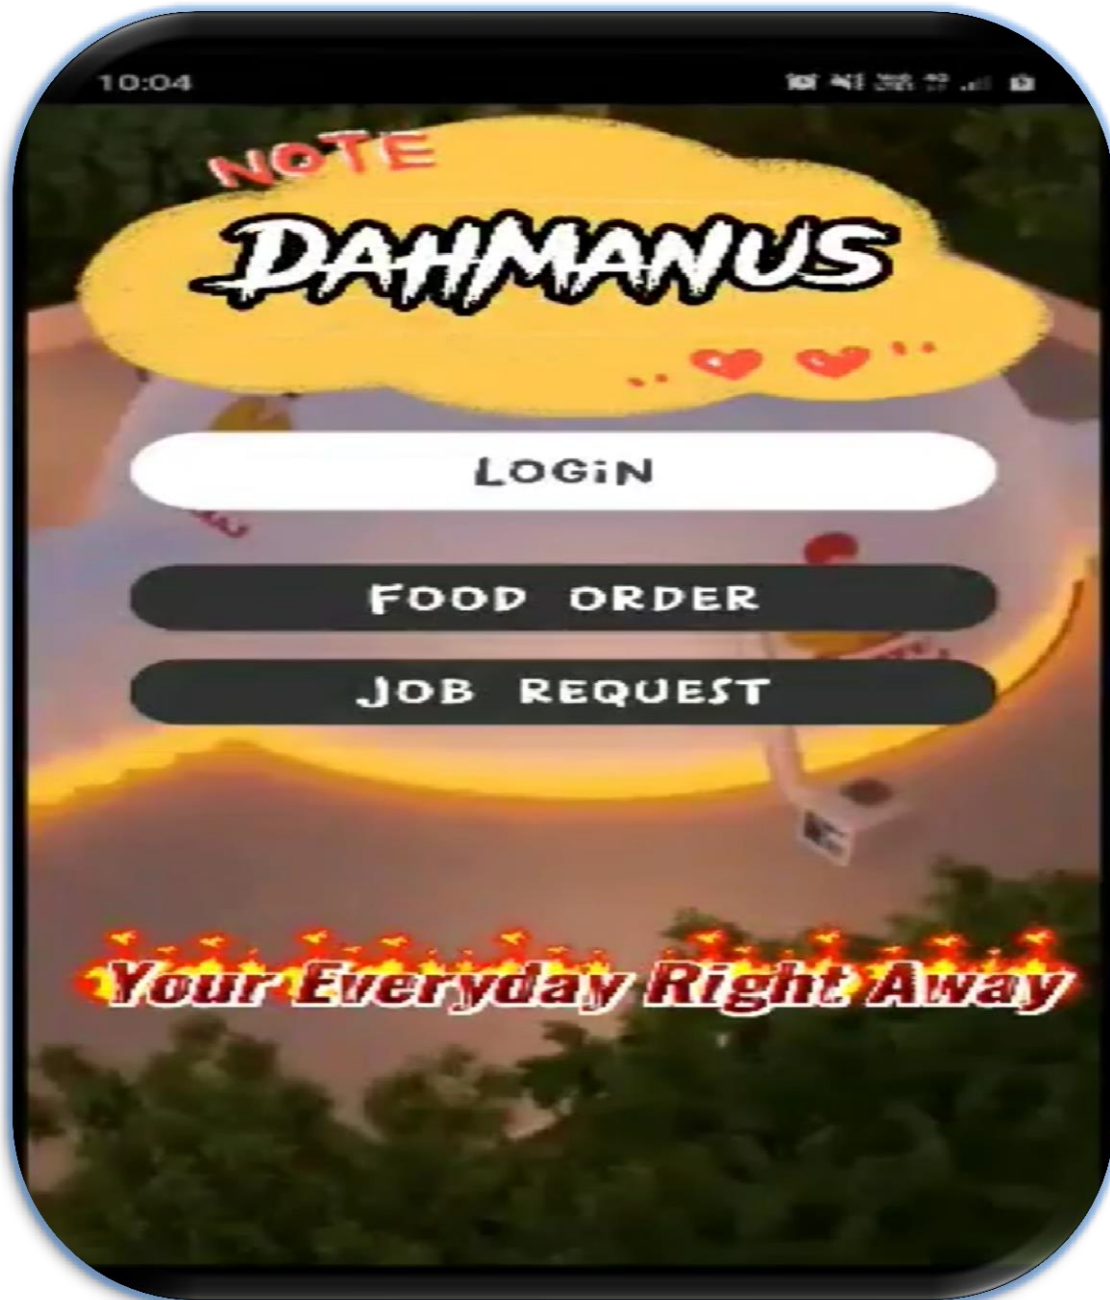 10:04
NOTE
DAHMANUS
LOGIN
FOOD ORDER
JOB REQUEST
Your Everyday Right Away